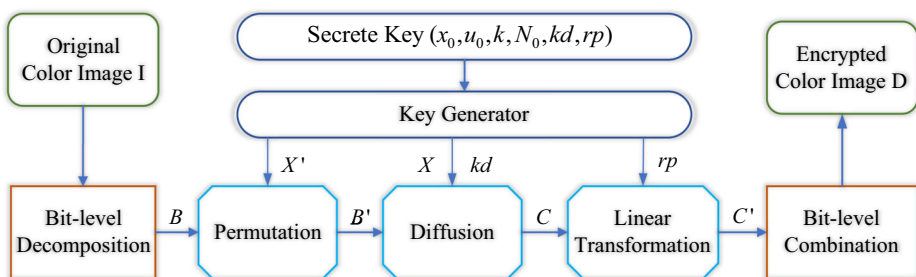 Original
Color Image I
Secrete Key (x₀,u₀,k,N₀,kd,rp)
Encrypted
Color Image D
Key Generator
X'
X
kd
rp
Bit-level
Decomposition
B
Permutation
B'
Diffusion
C
Linear
Transformation
C'
Bit-level
Combination